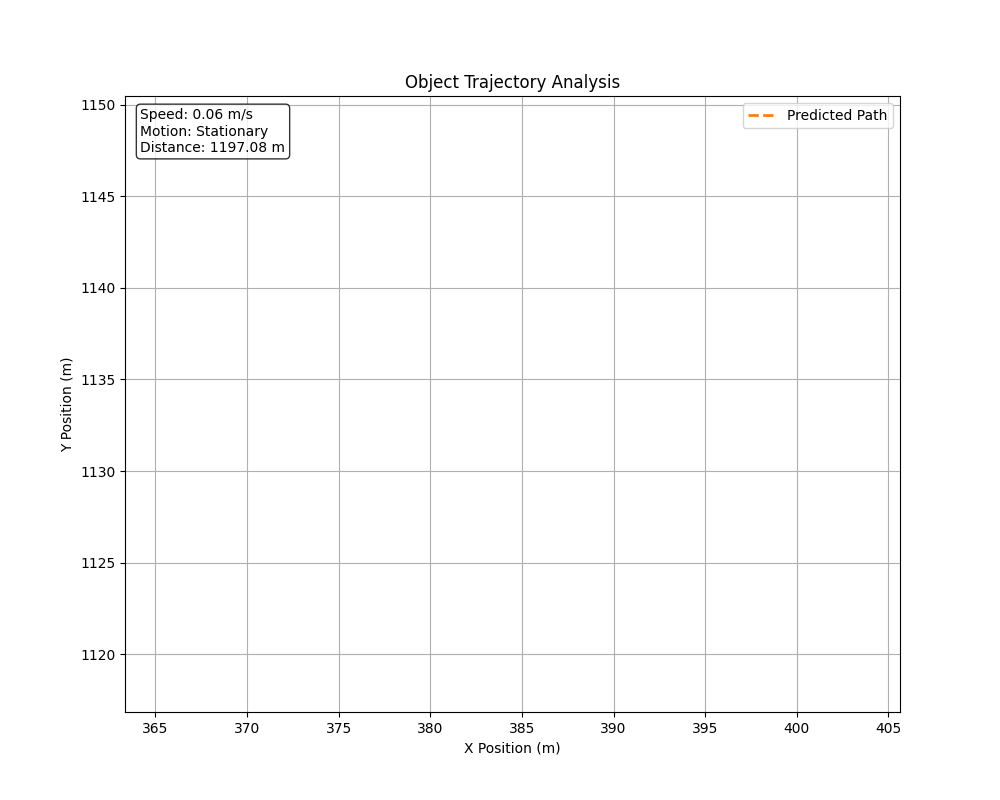 Object Trajectory Analysis
Speed: 0.06 m/s
Motion: Stationary
Distance: 1197.08 m
Predicted Path
1150
1145
1140
1135
1130
1125
1120
Y Position (m)
365 370 375 380 385 390 395 400 405
X Position (m)